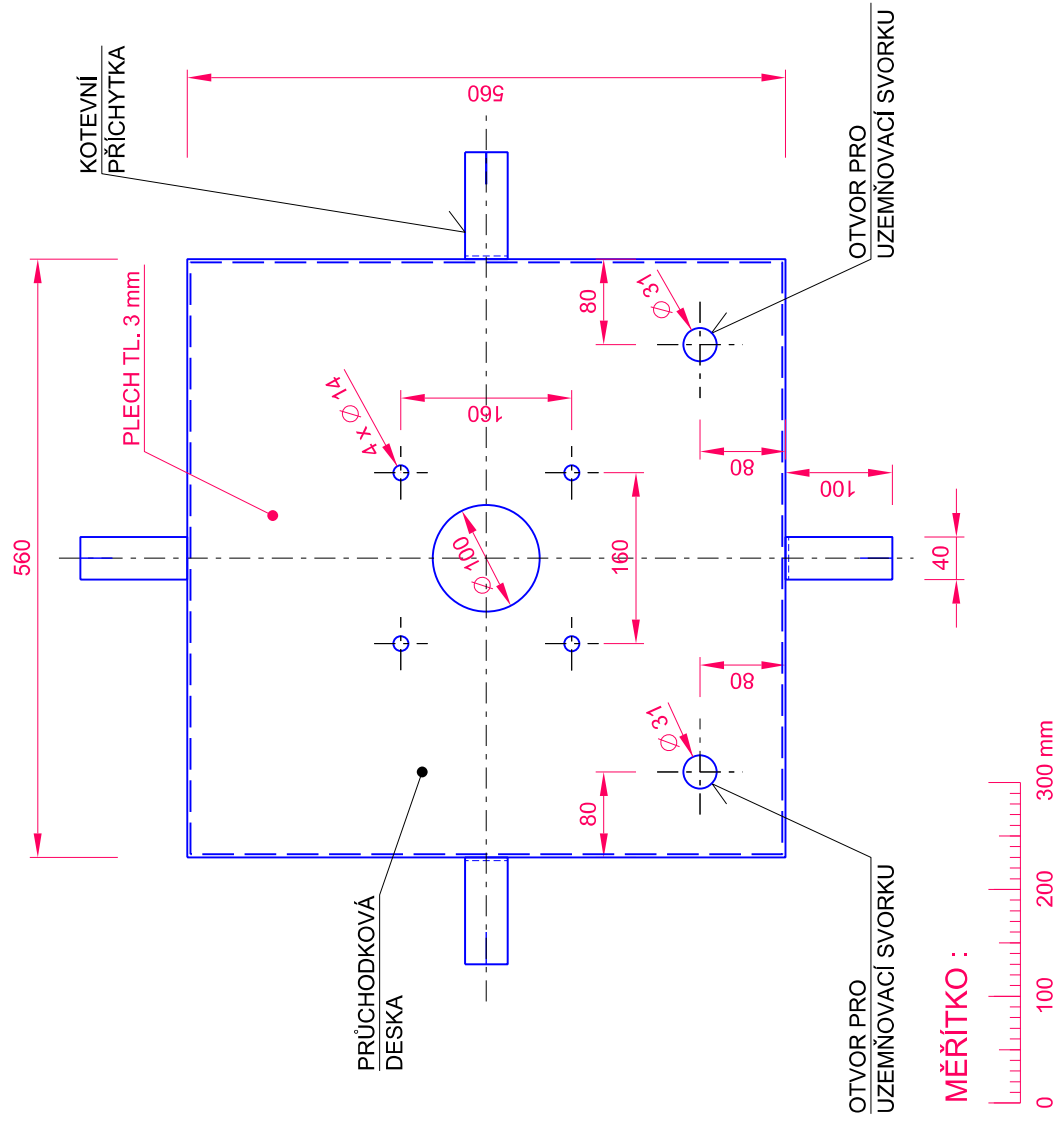 KOTEVNÍ
PŘÍCHYTKA
560
560
PLECH TL. 3 mm
4 x Ø 14
160
160
Ø 100
80
Ø 31
80
OTVOR PRO
UZEMŇOVACÍ SVORKU
100
40
80
Ø 31
80
PRŮCHODKOVÁ
DESKA
OTVOR PRO
UZEMŇOVACÍ SVORKU
MĚŘÍTKO :
0 100 200 300 mm